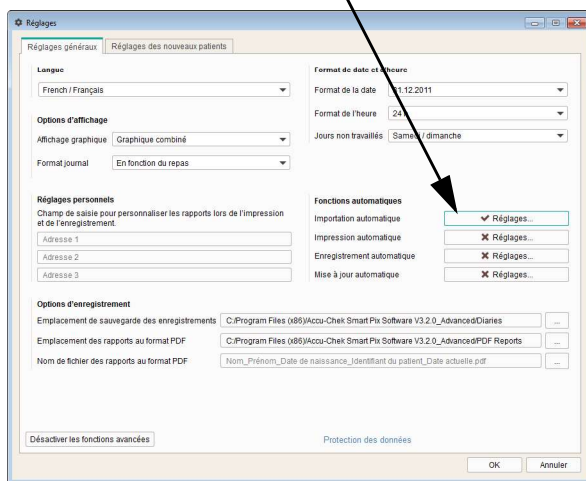 Réglages
Réglages généraux
Réglages des nouveaux patients
Langue
French / Français
Options d'affichage
Affichage graphique
Graphique combiné
Format journal
En fonction du repas
Format de date et d'heure
Format de la date
31.12.2011
Format de l'heure
Jours non travaillés
Samedi / dimanche
Réglages personnels
Champ de saisie pour personnaliser les rapports lors de l'impression
et de l'enregistrement.
Adresse 1
Adresse 2
Adresse 3
Fonctions automatiques
Importation automatique
Réglages...
Impression automatique
Réglages...
Enregistrement automatique
Réglages...
Mise à jour automatique
Réglages...
Options d'enregistrement
Emplacement de sauvegarde des enregistrements
C:/Program Files (x86)/Accu-Chek Smart Pix Software V3.2.0_Advanced/Diaries
...
Emplacement des rapports au format PDF
C:/Program Files (x86)/Accu-Chek Smart Pix Software V3.2.0_Advanced/PDF Reports
...
Nom de fichier des rapports au format PDF
Nom_Prénom_Date de naissance_Identifiant du patient_Date actuelle.pdf
...
Désactiver les fonctions avancées
Protection des données
OK
Annuler